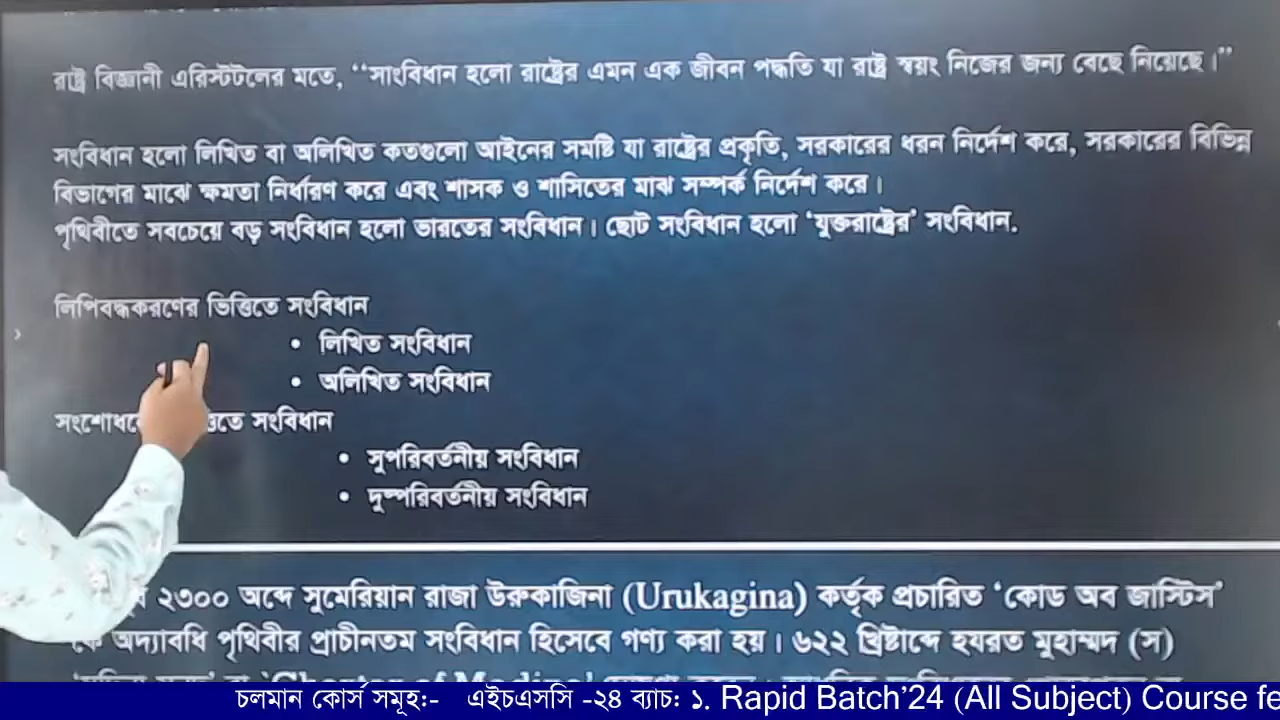 রাষ্ট্র বিজ্ঞানী এরিস্টটলের মতে, “সাংবিধান হলো রাষ্ট্রের এমন এক জীবন পদ্ধতি যা রাষ্ট্র স্বয়ং নিজের জন্য বেছে নিয়েছে।”
সংবিধান হলো লিখিত বা অলিখিত কতগুলো আইনের সমষ্টি যা রাষ্ট্রের প্রকৃতি, সরকারের ধরন নির্দেশ করে, সরকারের বিভিন্ন
বিভাগের মাঝে ক্ষমতা নির্ধারণ করে এবং শাসক ও শাসিতের মাঝ সম্পর্ক নির্দেশ করে।
পৃথিবীতে সবচেয়ে বড় সংবিধান হলো ভারতের সংবিধান। ছোট সংবিধান হলো ‘যুক্তরাষ্ট্রের’ সংবিধান.
লিপিবদ্ধকরণের ভিত্তিতে সংবিধান
• লিখিত সংবিধান
• অলিখিত সংবিধান
সংবিধান
• সুপরিবর্তনীয় সংবিধান
• দুষ্পরিবর্তনীয় সংবিধান
২৩০০ অব্দে সুমেরিয়ান রাজা উরুকাজিনা (Urukagina) কর্তৃক প্রচারিত ‘কোড অব জাস্টিস’
কে অদ্যাবধি পৃথিবীর প্রাচীনতম সংবিধান হিসেবে গণ্য করা হয়। ৬২২ খ্রিষ্টাব্দে হযরত মুহাম্মদ (স)
চলমান কোর্স সমূহ:- এইচএসসি -২৪ ব্যাচ: ১. Rapid Batch’24 (All Subject) Course fe